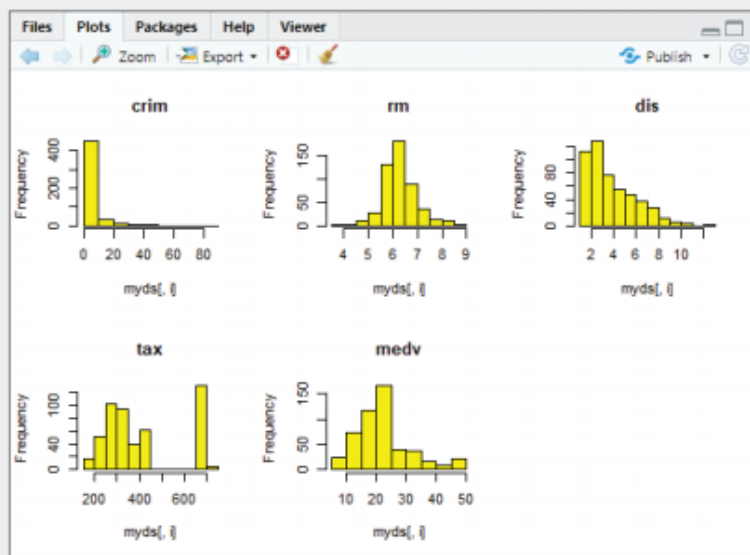 Files Plots Packages Help Viewer
Zoom Export Publish
crim
Frequency
0 200 400
0 20 40 60 80
myds[, i]
rm
Frequency
0 50 150
4 5 6 7 8 9
myds[, i]
dis
Frequency
0 40 80
2 4 6 8 10
myds[, i]
tax
Frequency
0 40 100
200 400 600
myds[, i]
medv
Frequency
0 50 150
10 20 30 40 50
myds[, i]